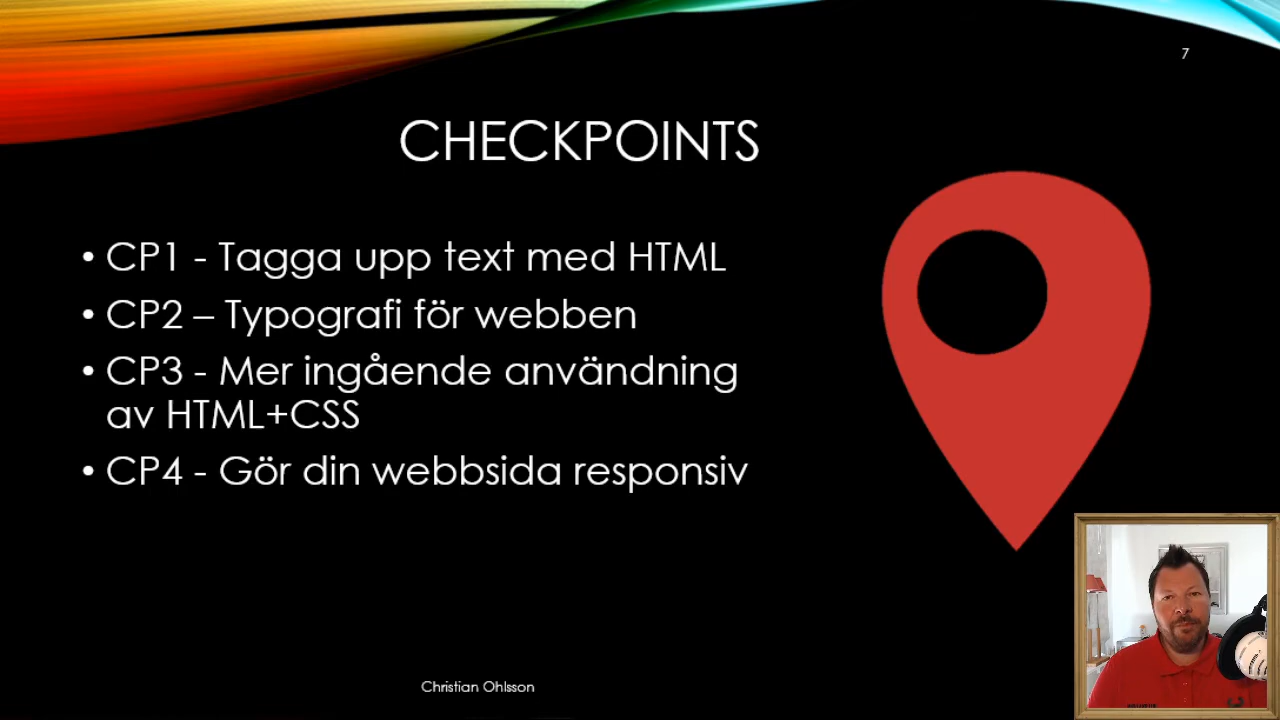 7
CHECKPOINTS
• CP1 - Tagga upp text med HTML
• CP2 – Typografi för webben
• CP3 - Mer ingående användning
av HTML+CSS
• CP4 - Gör din webbsida responsiv
Christian Ohlsson